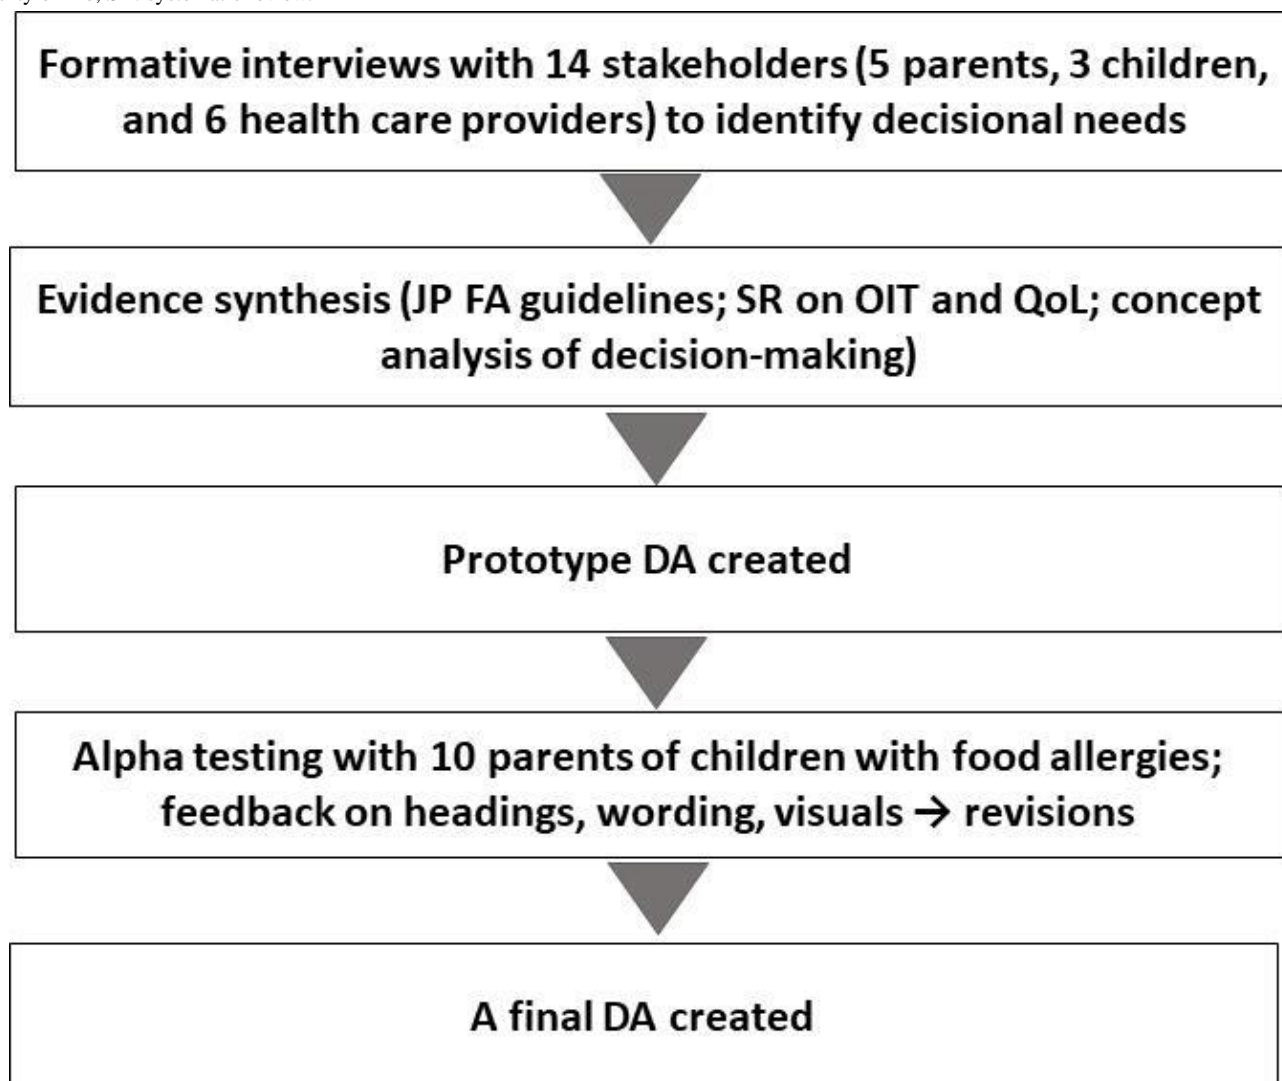 Formative interviews with 14 stakeholders (5 parents, 3 children,
and 6 health care providers) to identify decisional needs
Evidence synthesis (JP FA guidelines; SR on OIT and QoL; concept
analysis of decision-making)
Prototype DA created
Alpha testing with 10 parents of children with food allergies;
feedback on headings, wording, visuals → revisions
A final DA created